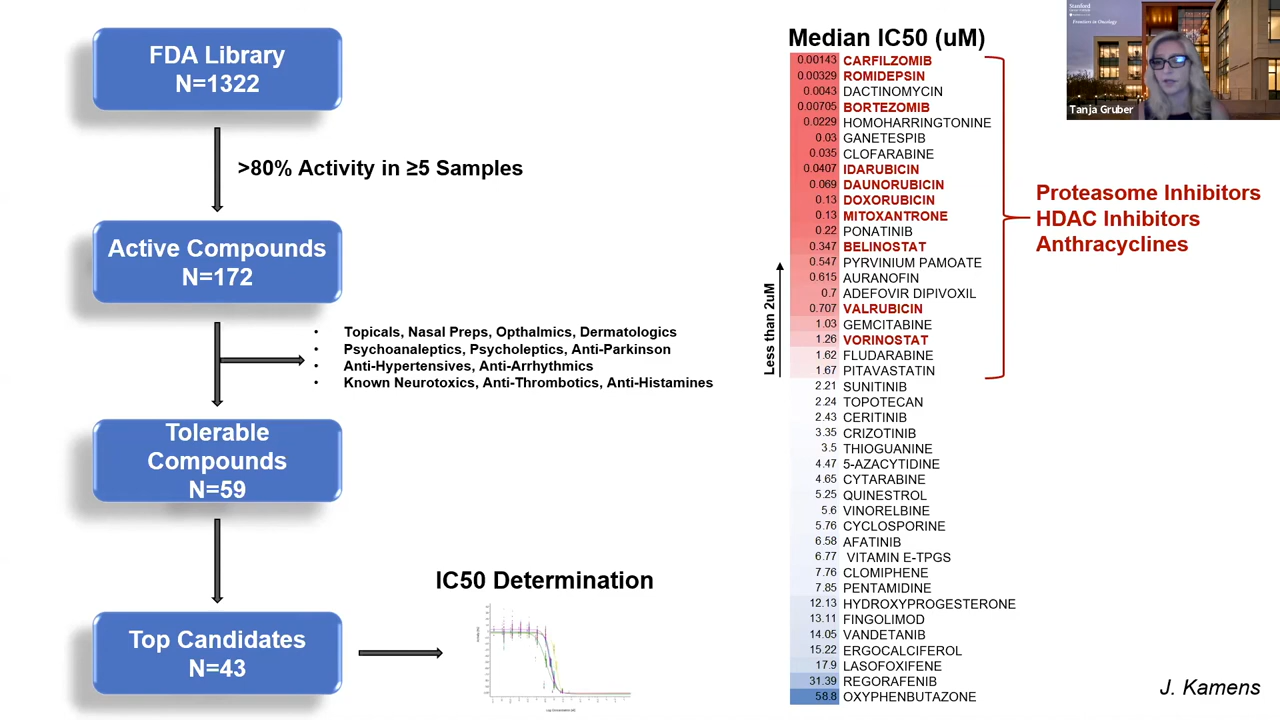 FDA Library
N=1322
>80% Activity in ≥5 Samples
Active Compounds
N=172
• Topicals, Nasal Preps, Opthalmics, Dermatologics
• Psychoanaleptics, Psycholeptics, Anti-Parkinson
• Anti-Hypertensives, Anti-Arrhythmics
• Known Neurotoxics, Anti-Thrombotics, Anti-Histamines
Tolerable
Compounds
N=59
Top Candidates
N=43
IC50 Determination
Median IC50 (uM)
0.00143 CARFILZOMIB
0.00329 ROMIDEPSIN
0.0043 DACTINOMYCIN
0.00705 BORTEZOMIB
0.0229 HOMOHARRINGTONINE
0.03 GANETESPIB
0.035 CLOFARABINE
0.0407 IDARUBICIN
0.069 DAUNORUBICIN
0.13 DOXORUBICIN
0.13 MITOXANTRONE
0.22 PONATINIB
0.347 BELINOSTAT
0.547 PYRVINIUM PAMOATE
0.615 AURANOFIN
0.7 ADEFOVIR DIPIVOXIL
0.707 VALRUBICIN
1.03 GEMCITABINE
1.26 VORINOSTAT
1.62 FLUDARABINE
1.67 PITAVASTATIN
2.21 SUNITINIB
2.24 TOPOTECAN
2.43 CERITINIB
3.35 CRIZOTINIB
3.5 THIOGUANINE
4.47 5-AZACYTIDINE
4.65 CYTARABINE
5.25 QUINESTROL
5.6 VINORELBINE
5.76 CYCLOSPORINE
6.58 AFATINIB
6.77 VITAMIN E-TPGS
7.76 CLOMIPHENE
7.85 PENTAMIDINE
12.13 HYDROXYPROGESTERONE
13.11 FINGOLIMOD
14.05 VANDETANIB
15.22 ERGOCALCIFEROL
17.9 LASOFOXIFENE
31.39 REGORAFENIB
58.8 OXYPHENBUTAZONE
Less than 2uM
Proteasome Inhibitors
HDAC Inhibitors
Anthracyclines
Stanford
Frontiers in Oncology
Tanja Gruber
J. Kamens